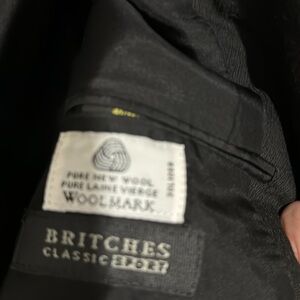 PURE NEW WOOL
PURE LAINE VIERGE
WOOLMARK
BRITCHES
CLASSIC SPORT